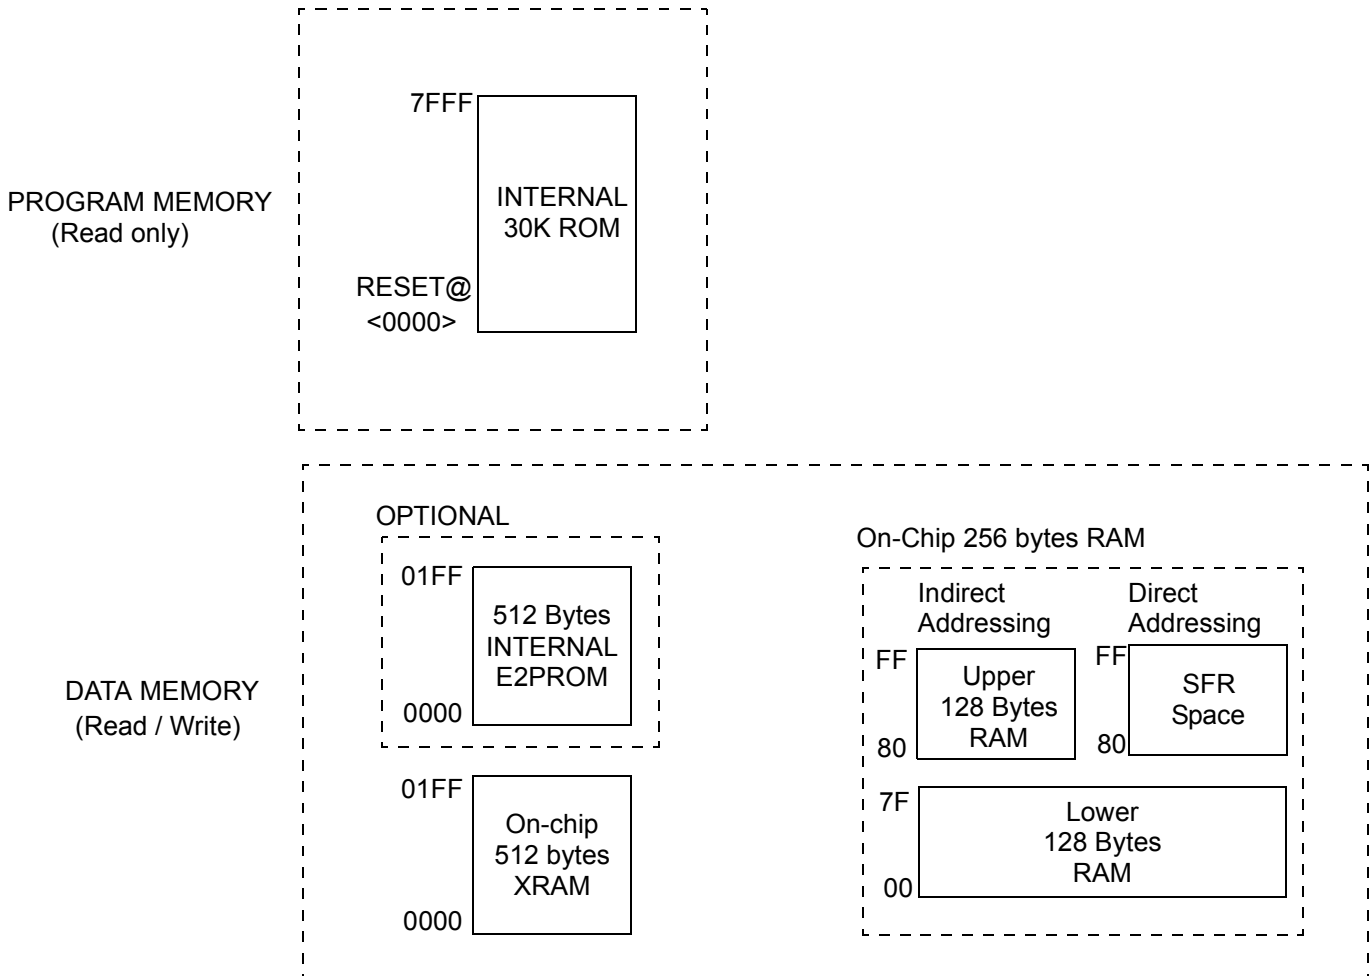 7FFF
PROGRAM MEMORY
(Read only)
INTERNAL
30K ROM
RESET@
<0000>
OPTIONAL
01FF
512 Bytes
INTERNAL
E2PROM
0000
DATA MEMORY
(Read / Write)
01FF
On-chip
512 bytes
XRAM
0000
On-Chip 256 bytes RAM
Indirect
Addressing
Direct
Addressing
FF
Upper
128 Bytes
RAM
80
FF
SFR
Space
80
7F
Lower
128 Bytes
RAM
00